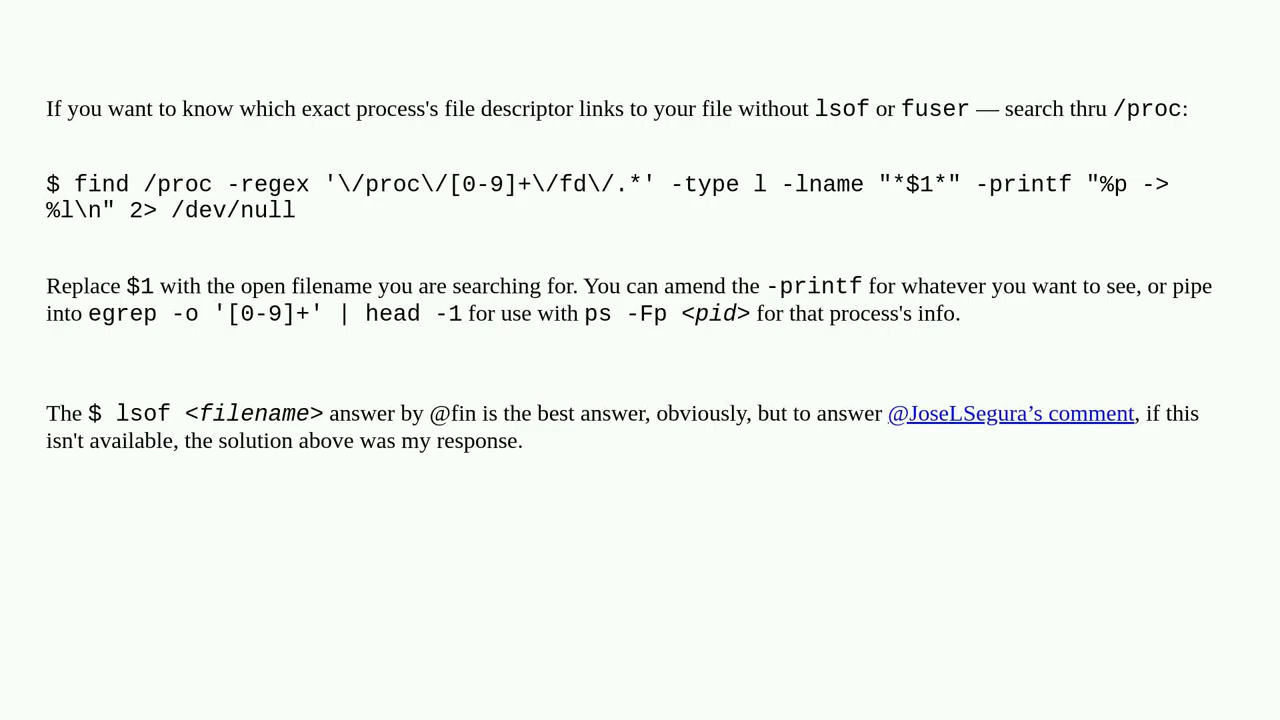 If you want to know which exact process's file descriptor links to your file without lsof or fuser — search thru /proc:
$ find /proc -regex '\/proc\/[0-9]+\/fd\/.*' -type l -lname "*$1*" -printf "%p ->
%l\n" 2> /dev/null
Replace $1 with the open filename you are searching for. You can amend the -printf for whatever you want to see, or pipe
into egrep -o '[0-9]+' | head -1 for use with ps -Fp <pid> for that process's info.
The $ lsof <filename> answer by @fin is the best answer, obviously, but to answer @JoseLSegura’s comment, if this
isn't available, the solution above was my response.